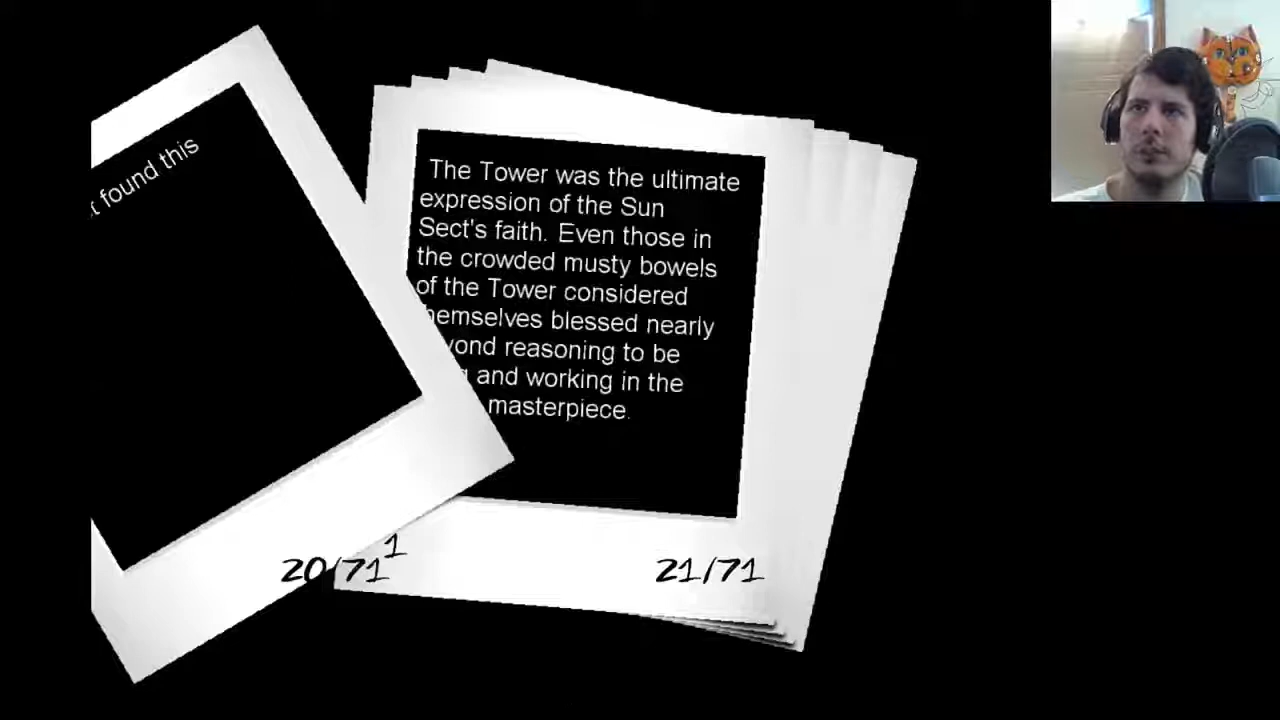 found this
The Tower was the ultimate
expression of the Sun
Sect's faith. Even those in
the crowded musty bowels
of the Tower considered
hemselves blessed nearly
yond reasoning to be
and working in the
masterpiece.
1
20/71
21/71